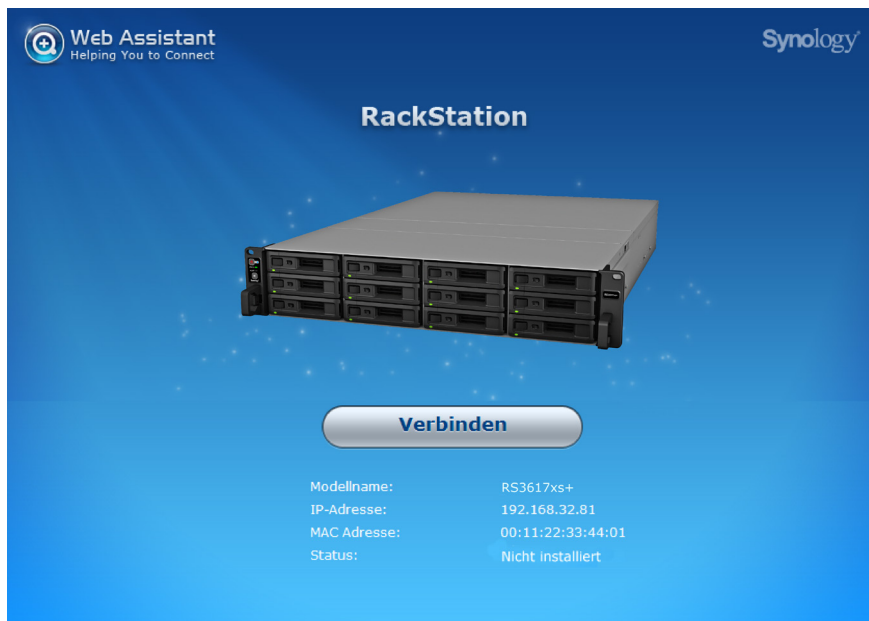 Web Assistant
Helping You to Connect
Synology
RackStation
Verbinden
Modellname: RS3617xs+
IP-Adresse: 192.168.32.81
MAC Adresse: 00:11:22:33:44:01
Status: Nicht installiert